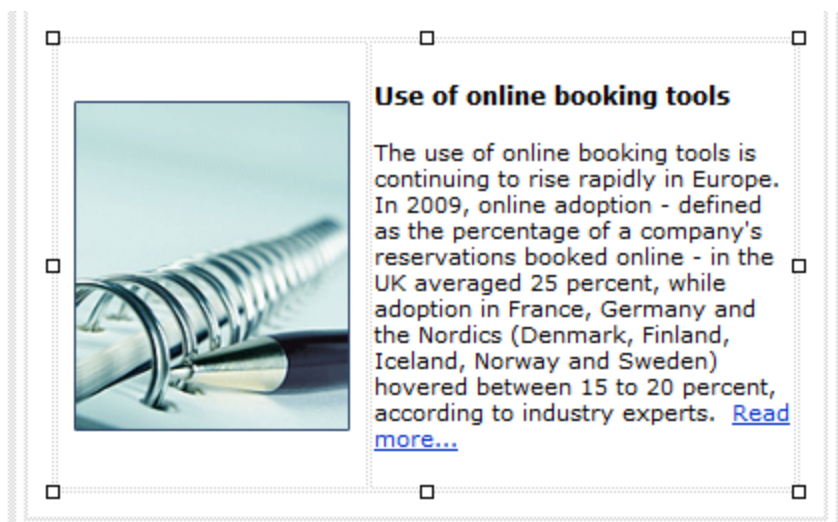 Use of online booking tools
The use of online booking tools is
continuing to rise rapidly in Europe.
In 2009, online adoption - defined
as the percentage of a company's
reservations booked online - in the
UK averaged 25 percent, while
adoption in France, Germany and
the Nordics (Denmark, Finland,
Iceland, Norway and Sweden)
hovered between 15 to 20 percent,
according to industry experts.  Read
more...